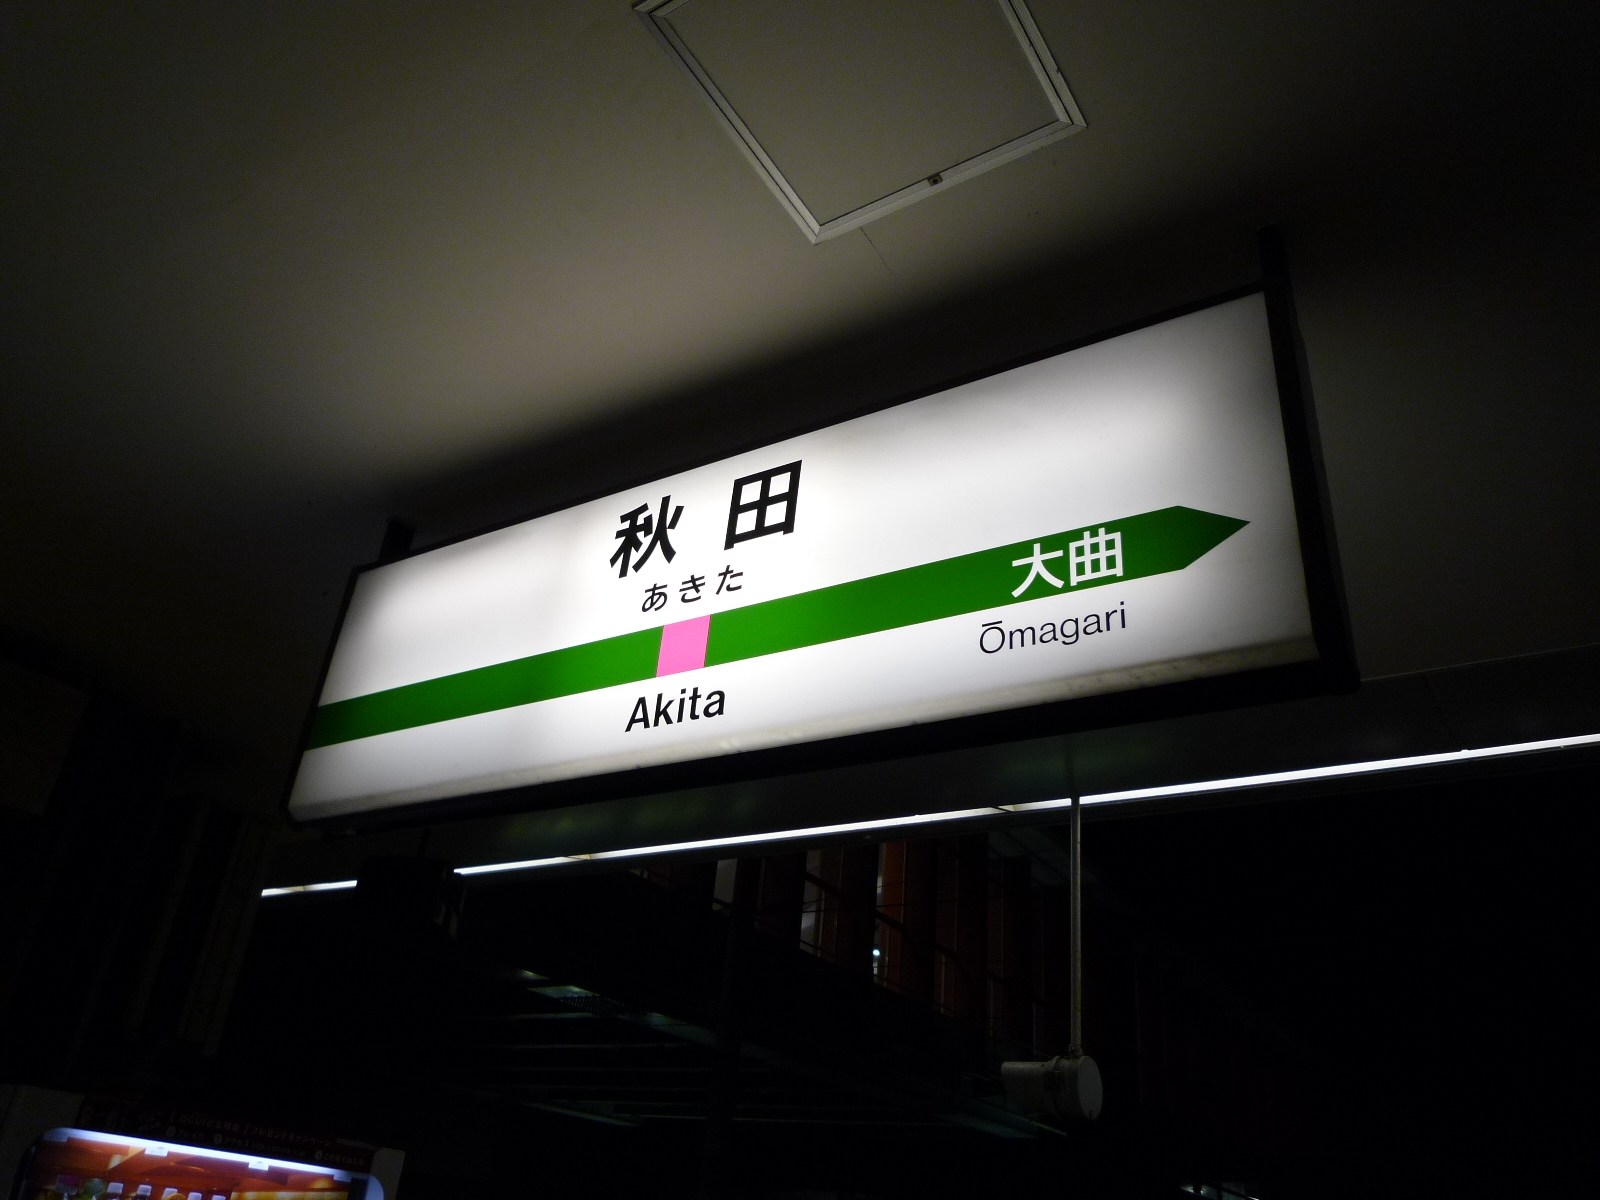 秋田
あきた
大曲
Akita
Ōmagari